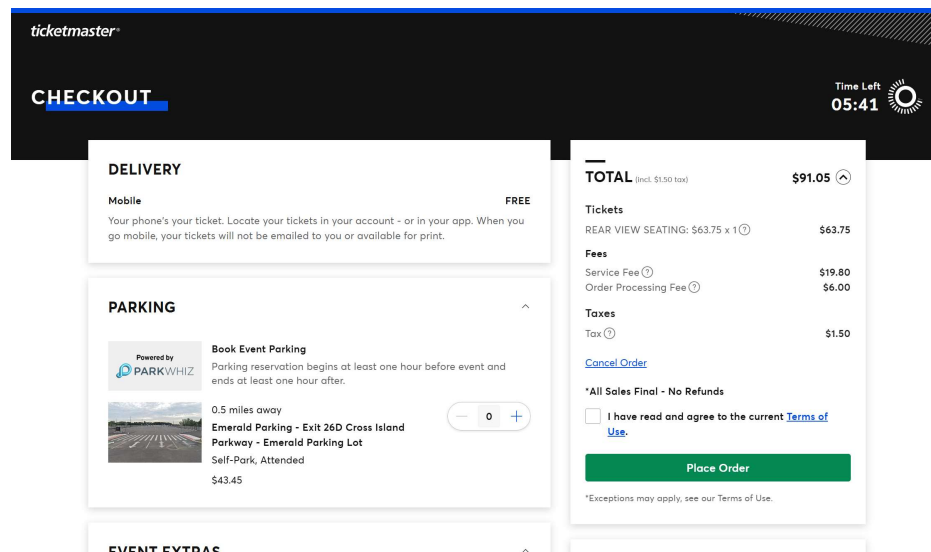 ticketmaster®
CHECKOUT
Time Left
05:41
DELIVERY
Mobile FREE
Your phone's your ticket. Locate your tickets in your account - or in your app. When you
go mobile, your tickets will not be emailed to you or available for print.
PARKING
Powered by
PARKWHIZ
Book Event Parking
Parking reservation begins at least one hour before event and
ends at least one hour after.
0.5 miles away
Emerald Parking - Exit 26D Cross Island
Parkway - Emerald Parking Lot
Self-Park, Attended
$43.45
— 0 +
EVENT EXTRAS
TOTAL (incl. $1.50 tax) $91.05
Tickets
REAR VIEW SEATING: $63.75 x 1 ? $63.75
Fees
Service Fee ? $19.80
Order Processing Fee ? $6.00
Taxes
Tax ? $1.50
Cancel Order
*All Sales Final - No Refunds
I have read and agree to the current Terms of
Use.
Place Order
*Exceptions may apply, see our Terms of Use.